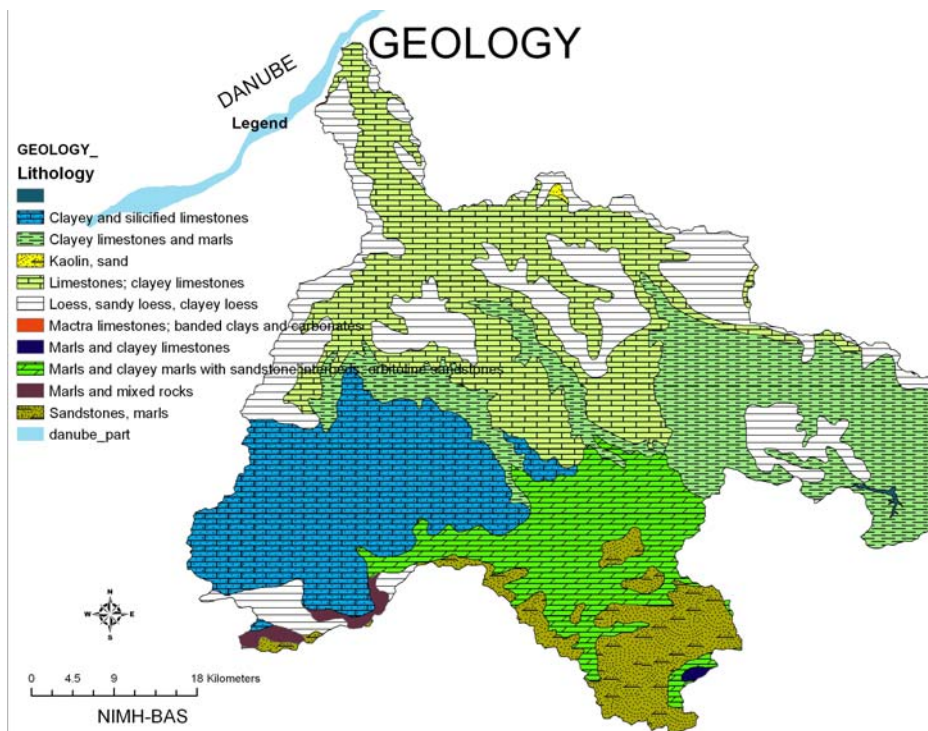 GEOLOGY
DANUBE
Legend
GEOLOGY_
Lithology
Clayey and silicified limestones
Clayey limestones and marls
Kaolin, sand
Limestones; clayey limestones
Loess, sandy loess, clayey loess
Mactra limestones; banded clays and carbonates
Marls and clayey limestones
Marls and clayey marls with sandstone interbeds; orbitoline sandstones
Marls and mixed rocks
Sandstones, marls
danube_part
N
W E
S
0 4.5 9 18 Kilometers
NIMH-BAS